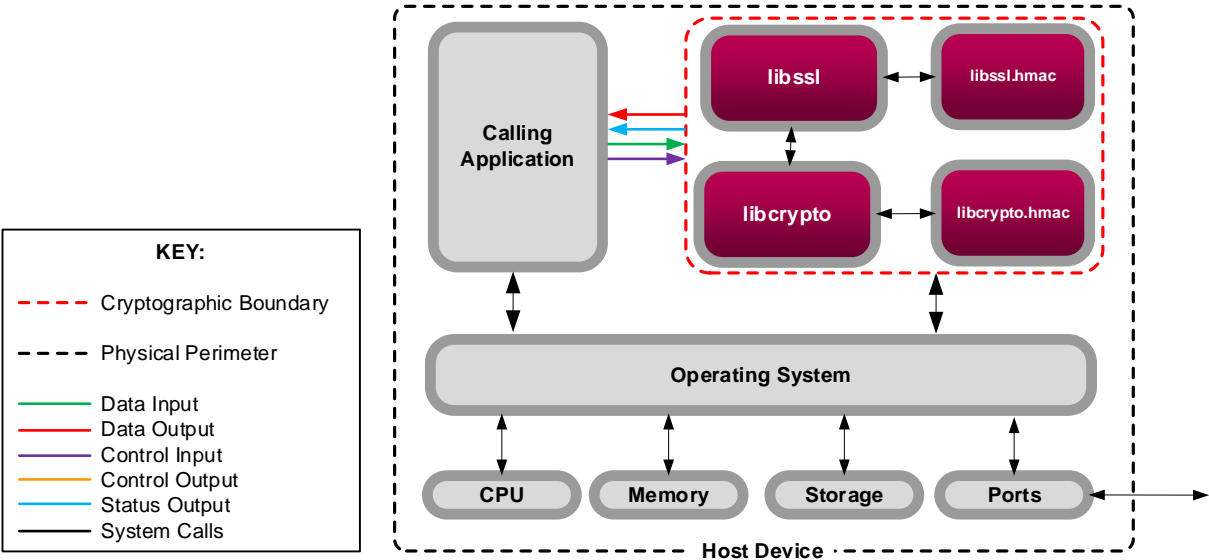 libssl
libssl.hmac
Calling
Application
libcrypto
libcrypto.hmac
KEY:
Cryptographic Boundary
Physical Perimeter
Data Input
Data Output
Control Input
Control Output
Status Output
System Calls
Operating System
CPU
Memory
Storage
Ports
Host Device